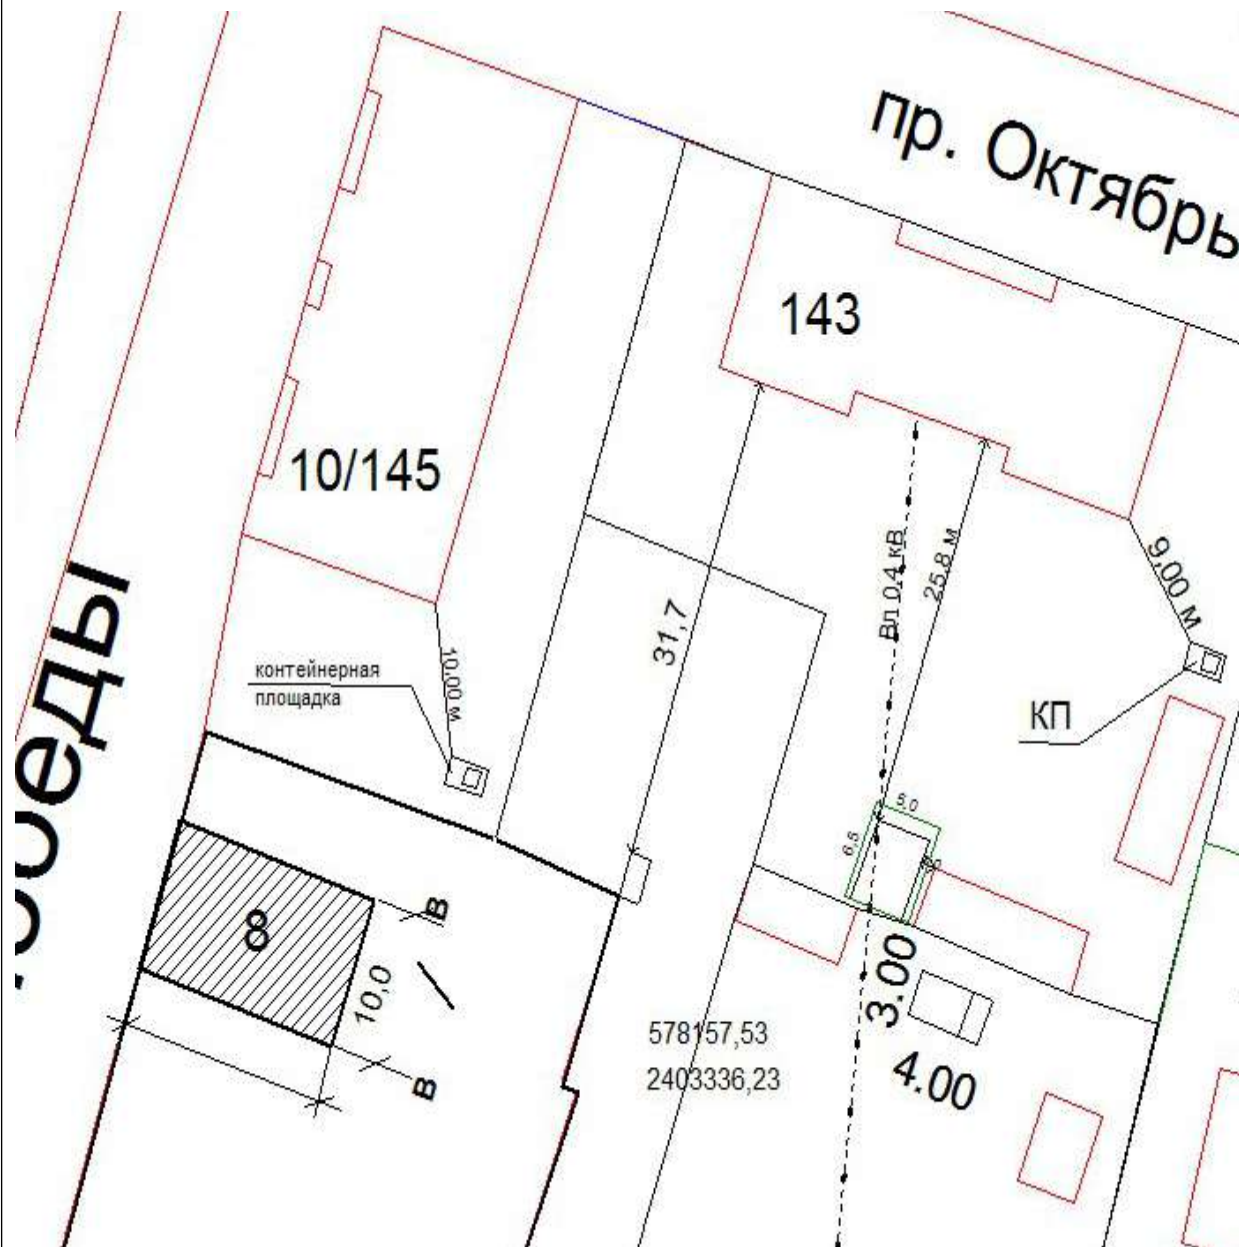 пр. Октябрь
143
10/145
Вл 0,4 кВ
25,8 м
9,00 м
31,7
контейнерная
площадка
10,00 м
КП
5,0
6,5
8
В
10,0
В
3.00
578157,53
2403336,23
4.00